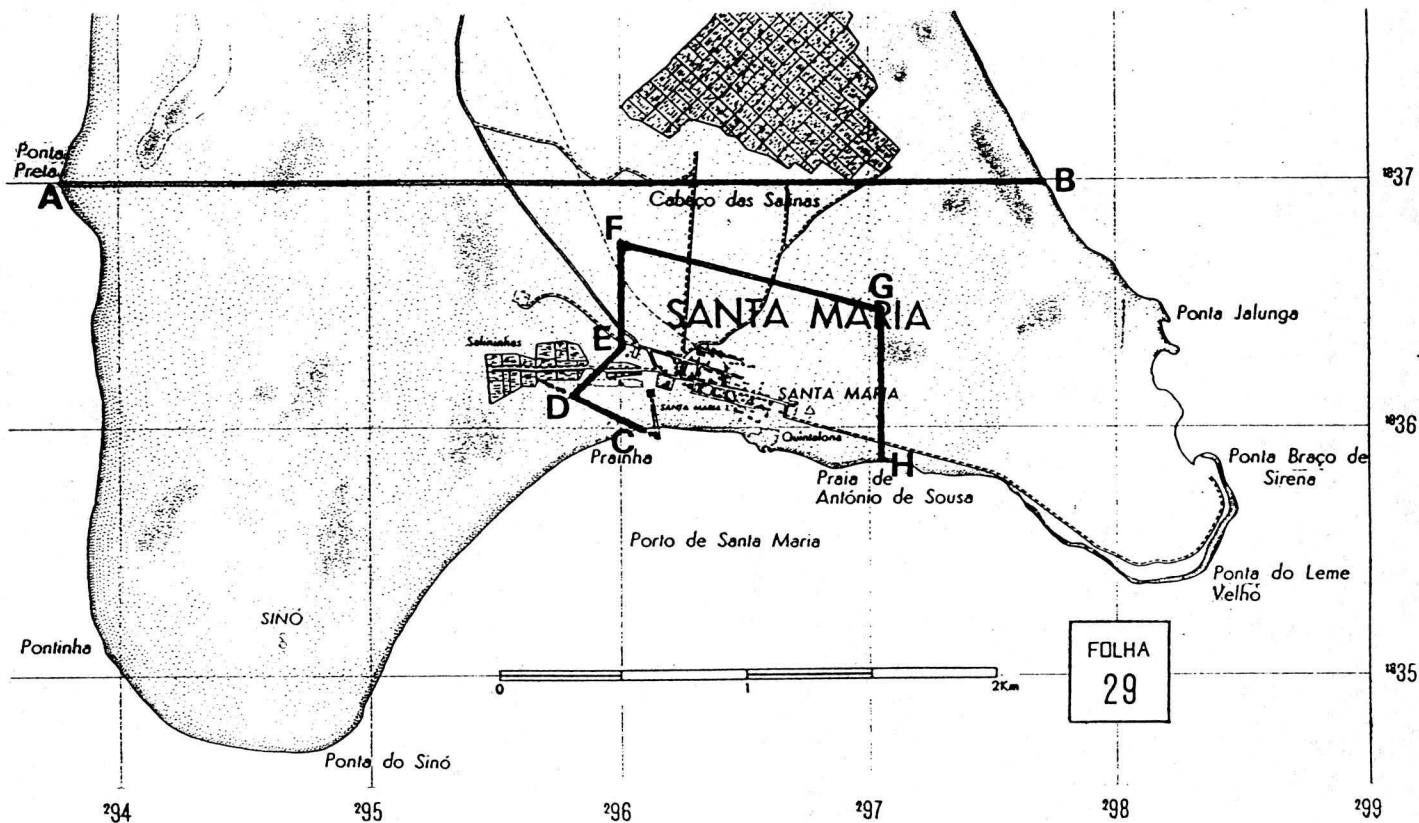 Ponta
Preta
A
B
¹⁸37
Cabeço das Salinas
F
G
SANTA MARIA
Ponta Jalunga
E
Salininhas
D
SANTA MARIA
C
Quintalona
¹⁸36
Prainha
H
Praia de
António de Sousa
Ponta Braço de
Sirena
Porto de Santa Maria
Ponta do Leme
Velho
SINÓ
Pontinha
FOLHA
29
¹⁸35
0 1 2Km
Ponta do Sinó
²94 ²95 ²96 ²97 ²98 ²99